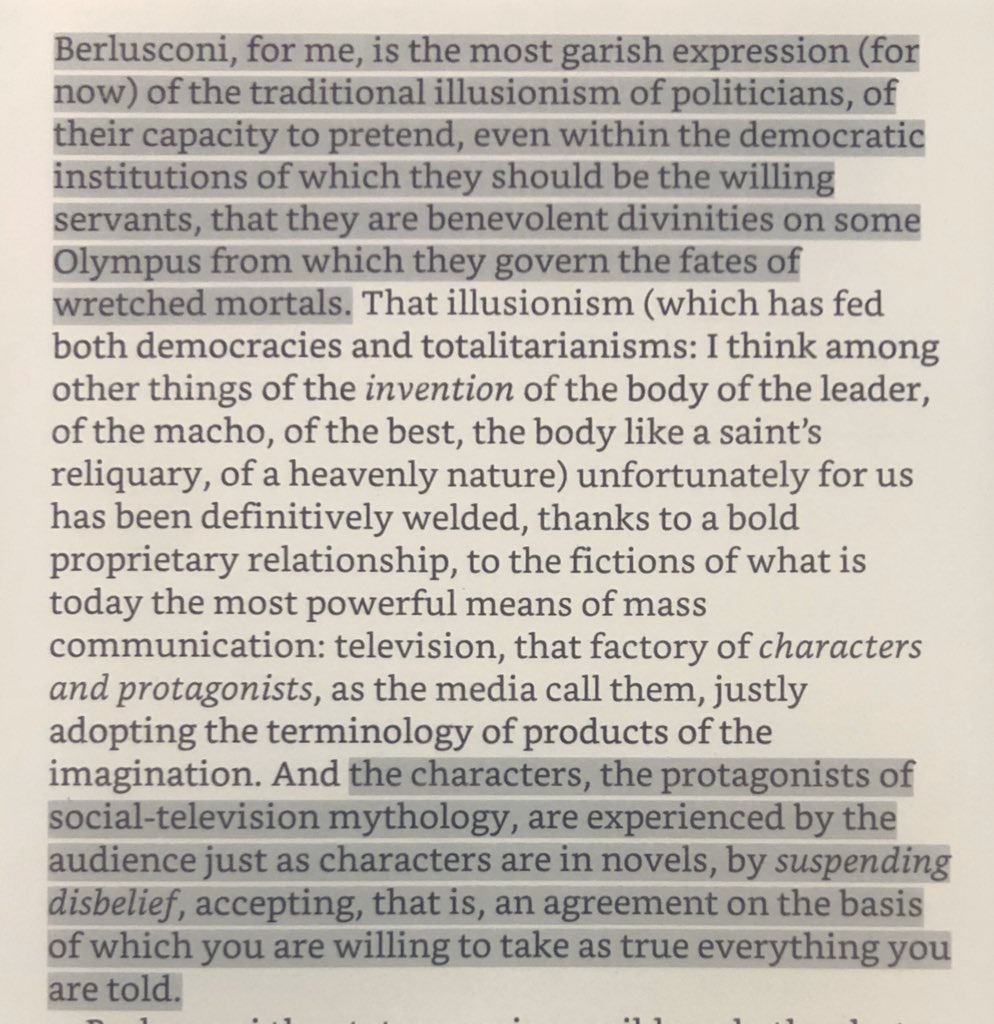 Berlusconi, for me, is the most garish expression (for
now) of the traditional illusionism of politicians, of
their capacity to pretend, even within the democratic
institutions of which they should be the willing
servants, that they are benevolent divinities on some
Olympus from which they govern the fates of
wretched mortals. That illusionism (which has fed
both democracies and totalitarianisms: I think among
other things of the invention of the body of the leader,
of the macho, of the best, the body like a saint’s
reliquary, of a heavenly nature) unfortunately for us
has been definitively welded, thanks to a bold
proprietary relationship, to the fictions of what is
today the most powerful means of mass
communication: television, that factory of characters
and protagonists, as the media call them, justly
adopting the terminology of products of the
imagination. And the characters, the protagonists of
social-television mythology, are experienced by the
audience just as characters are in novels, by suspending
disbelief, accepting, that is, an agreement on the basis
of which you are willing to take as true everything you
are told.